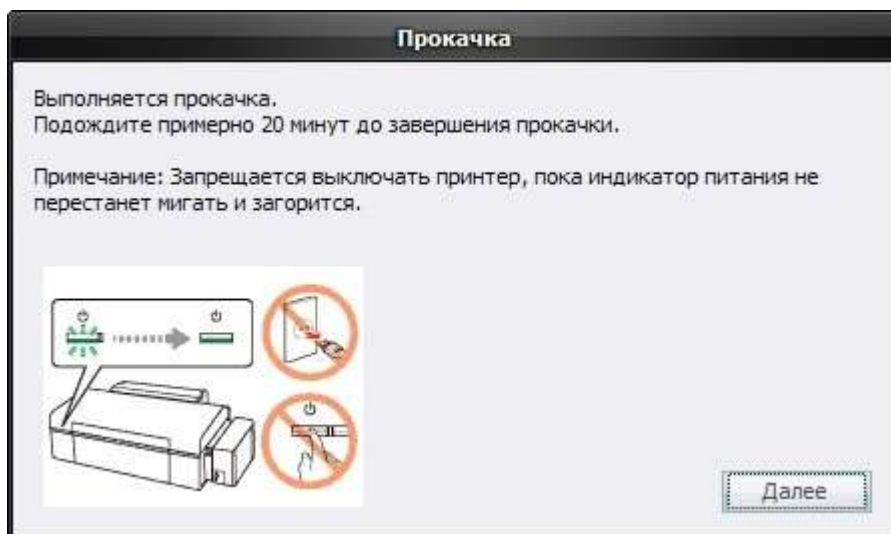 Прокачка
Выполняется прокачка.
Подождите примерно 20 минут до завершения прокачки.
Примечание: Запрещается выключать принтер, пока индикатор питания не
перестанет мигать и загорится.
Далее